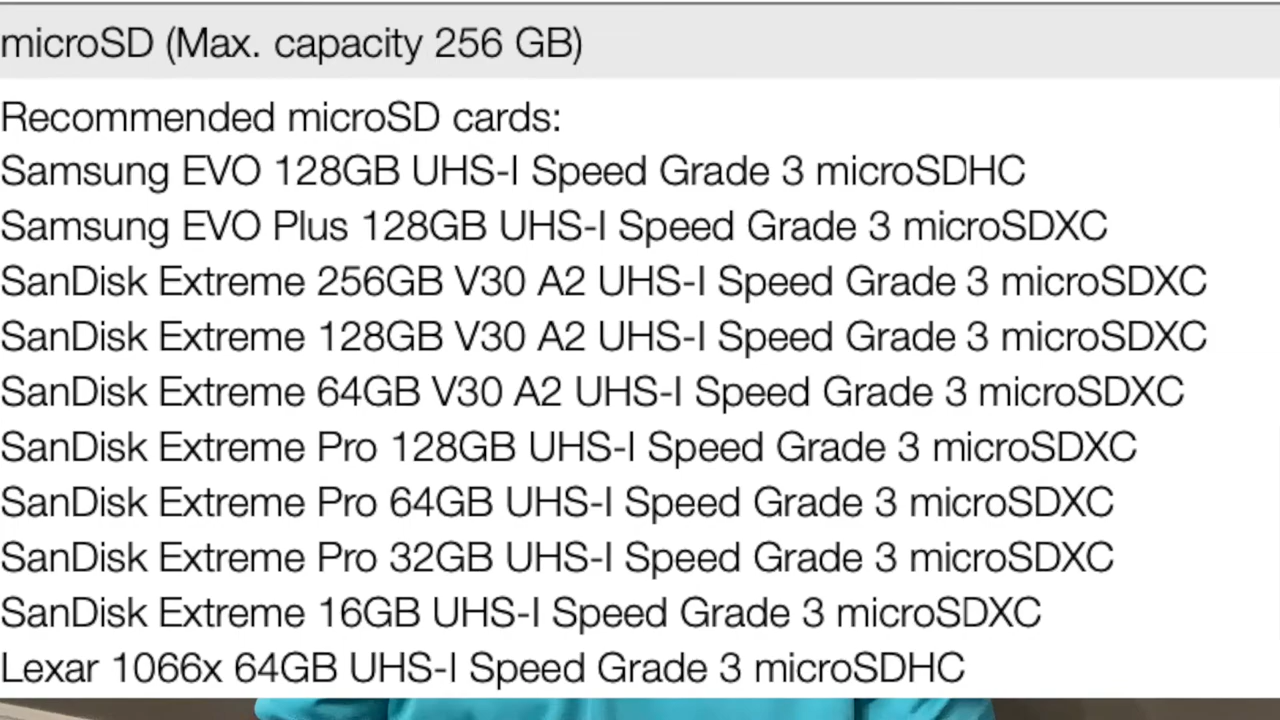 microSD (Max. capacity 256 GB)
Recommended microSD cards:
Samsung EVO 128GB UHS-I Speed Grade 3 microSDHC
Samsung EVO Plus 128GB UHS-I Speed Grade 3 microSDXC
SanDisk Extreme 256GB V30 A2 UHS-I Speed Grade 3 microSDXC
SanDisk Extreme 128GB V30 A2 UHS-I Speed Grade 3 microSDXC
SanDisk Extreme 64GB V30 A2 UHS-I Speed Grade 3 microSDXC
SanDisk Extreme Pro 128GB UHS-I Speed Grade 3 microSDXC
SanDisk Extreme Pro 64GB UHS-I Speed Grade 3 microSDXC
SanDisk Extreme Pro 32GB UHS-I Speed Grade 3 microSDXC
SanDisk Extreme 16GB UHS-I Speed Grade 3 microSDXC
Lexar 1066x 64GB UHS-I Speed Grade 3 microSDHC